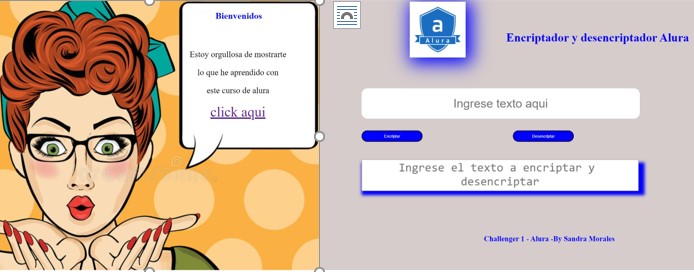 Bienvenidos
Estoy orgullosa de mostrarte
lo que he aprendido con
este curso de alura
click aqui
a
Alura
Encriptador y desencriptador Alura
Ingrese texto aqui
Encriptar
Desencriptar
Ingrese el texto a encriptar y
desencriptar
Challenger 1 - Alura -By Sandra Morales